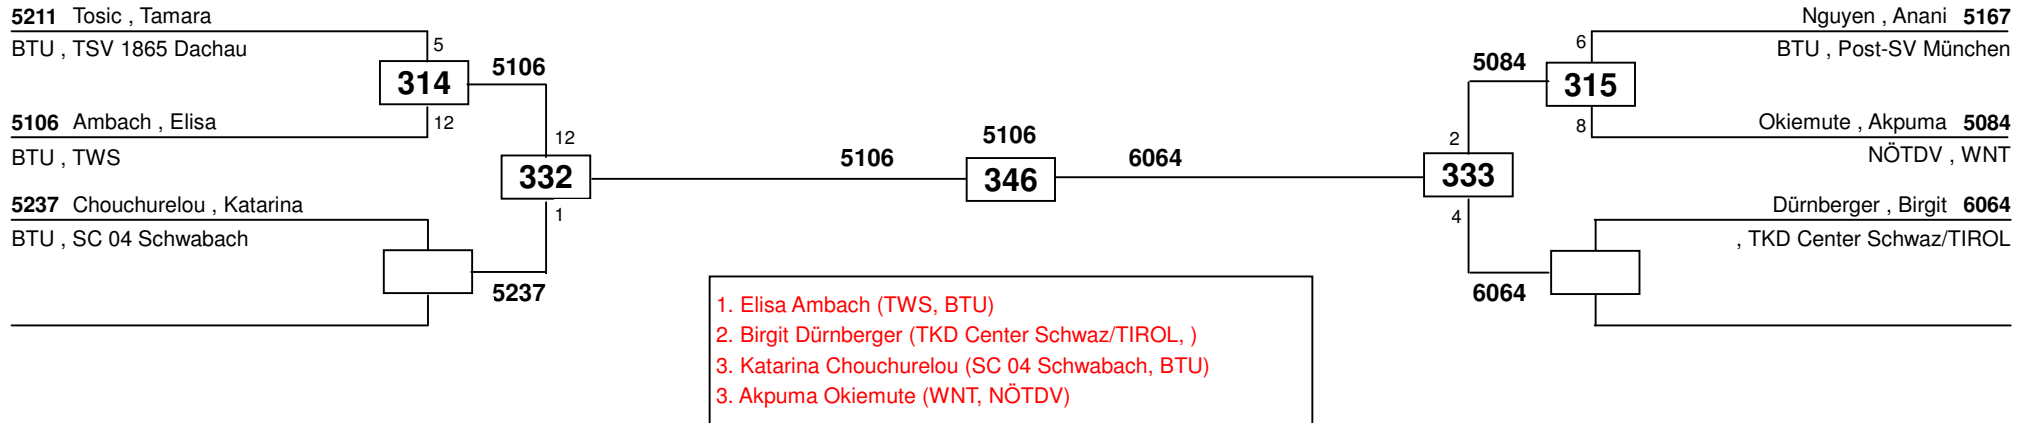 5211 Tosic , Tamara
BTU , TSV 1865 Dachau
5
314
5106
5106 Ambach , Elisa
12
BTU , TWS
12
332
1
5237 Chouchurelou , Katarina
BTU , SC 04 Schwabach
5237
5106
5106
346
6064
Nguyen , Anani 5167
BTU , Post-SV München
6
5084
315
8
Okiemute , Akpuma 5084
NÖTDV , WNT
2
333
4
Dürnberger , Birgit 6064
, TKD Center Schwaz/TIROL
6064
1. Elisa Ambach (TWS, BTU)
2. Birgit Dürnberger (TKD Center Schwaz/TIROL, )
3. Katarina Chouchurelou (SC 04 Schwabach, BTU)
3. Akpuma Okiemute (WNT, NÖTDV)